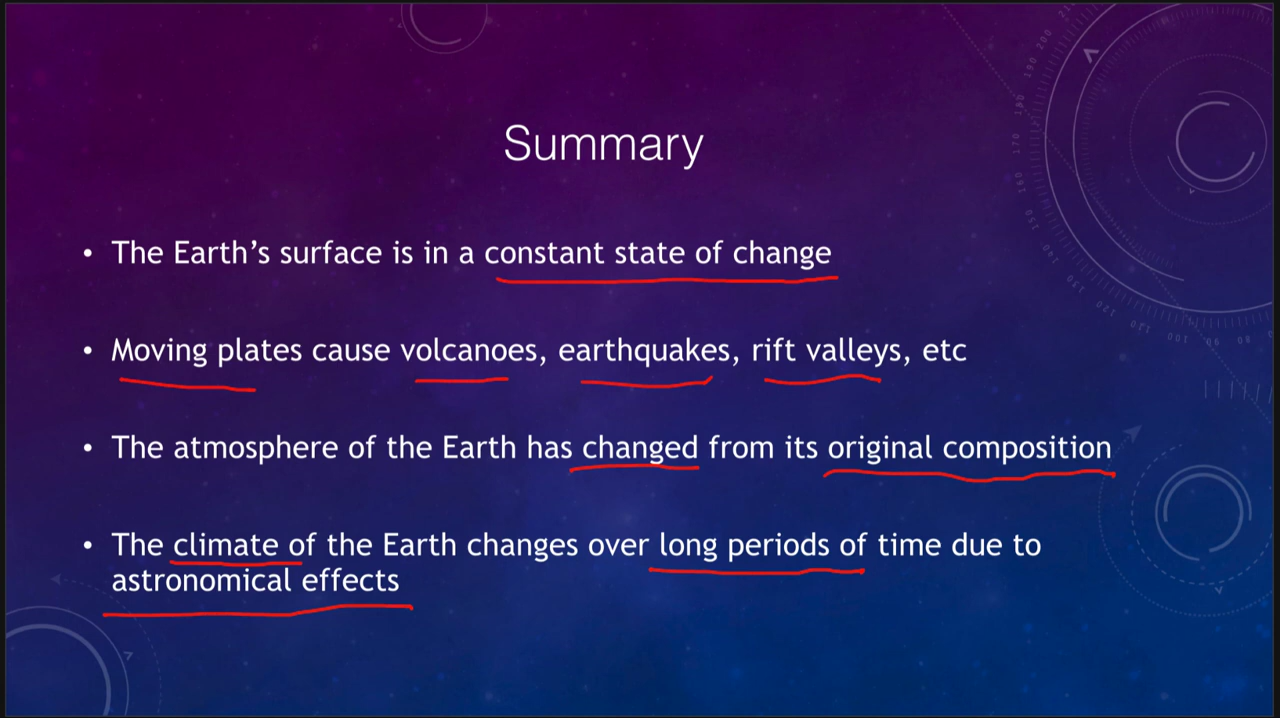 Summary
• The Earth’s surface is in a constant state of change
• Moving plates cause volcanoes, earthquakes, rift valleys, etc
• The atmosphere of the Earth has changed from its original composition
• The climate of the Earth changes over long periods of time due to
astronomical effects